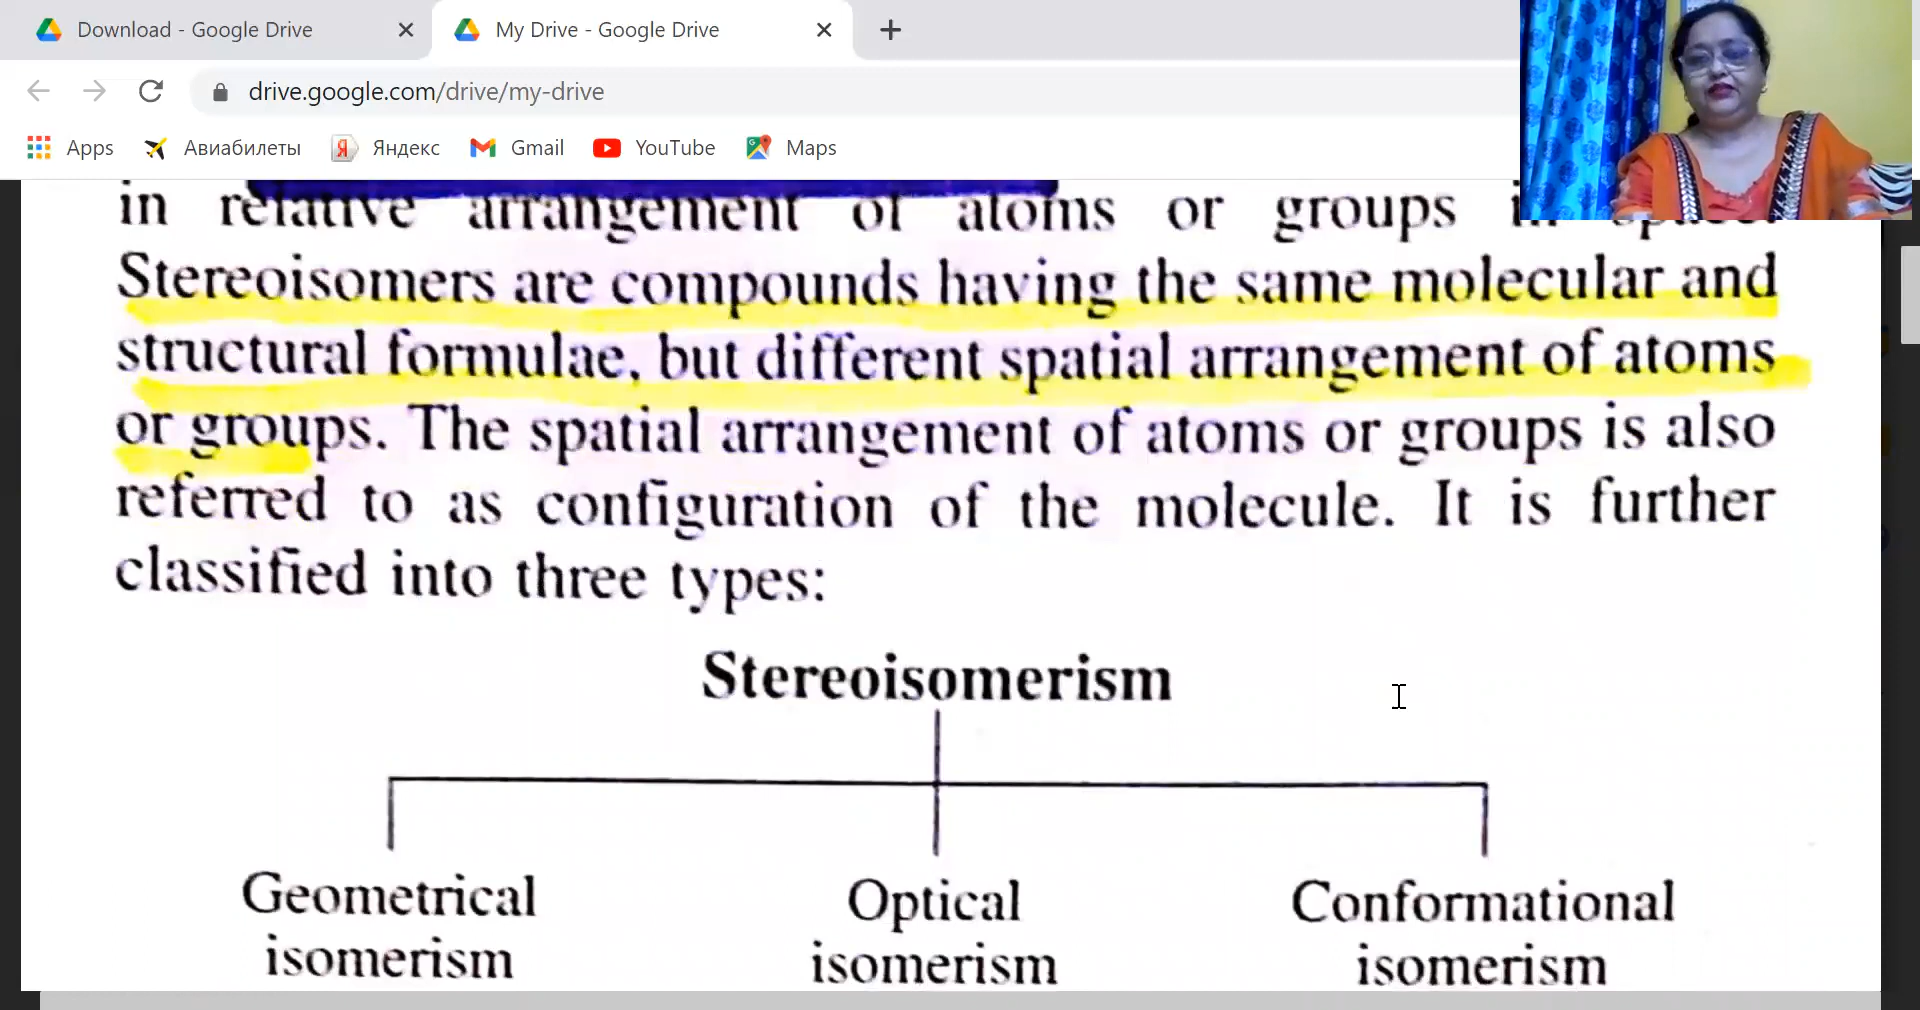 Download - Google Drive
My Drive - Google Drive
drive.google.com/drive/my-drive
Apps
Авиабилеты
Яндекс
Gmail
YouTube
Maps
in relative arrangement of atoms or groups
Stereoisomers are compounds having the same molecular and
structural formulae, but different spatial arrangement of atoms
or groups. The spatial arrangement of atoms or groups is also
referred to as configuration of the molecule. It is further
classified into three types:
Stereoisomerism
Geometrical
isomerism
Optical
isomerism
Conformational
isomerism